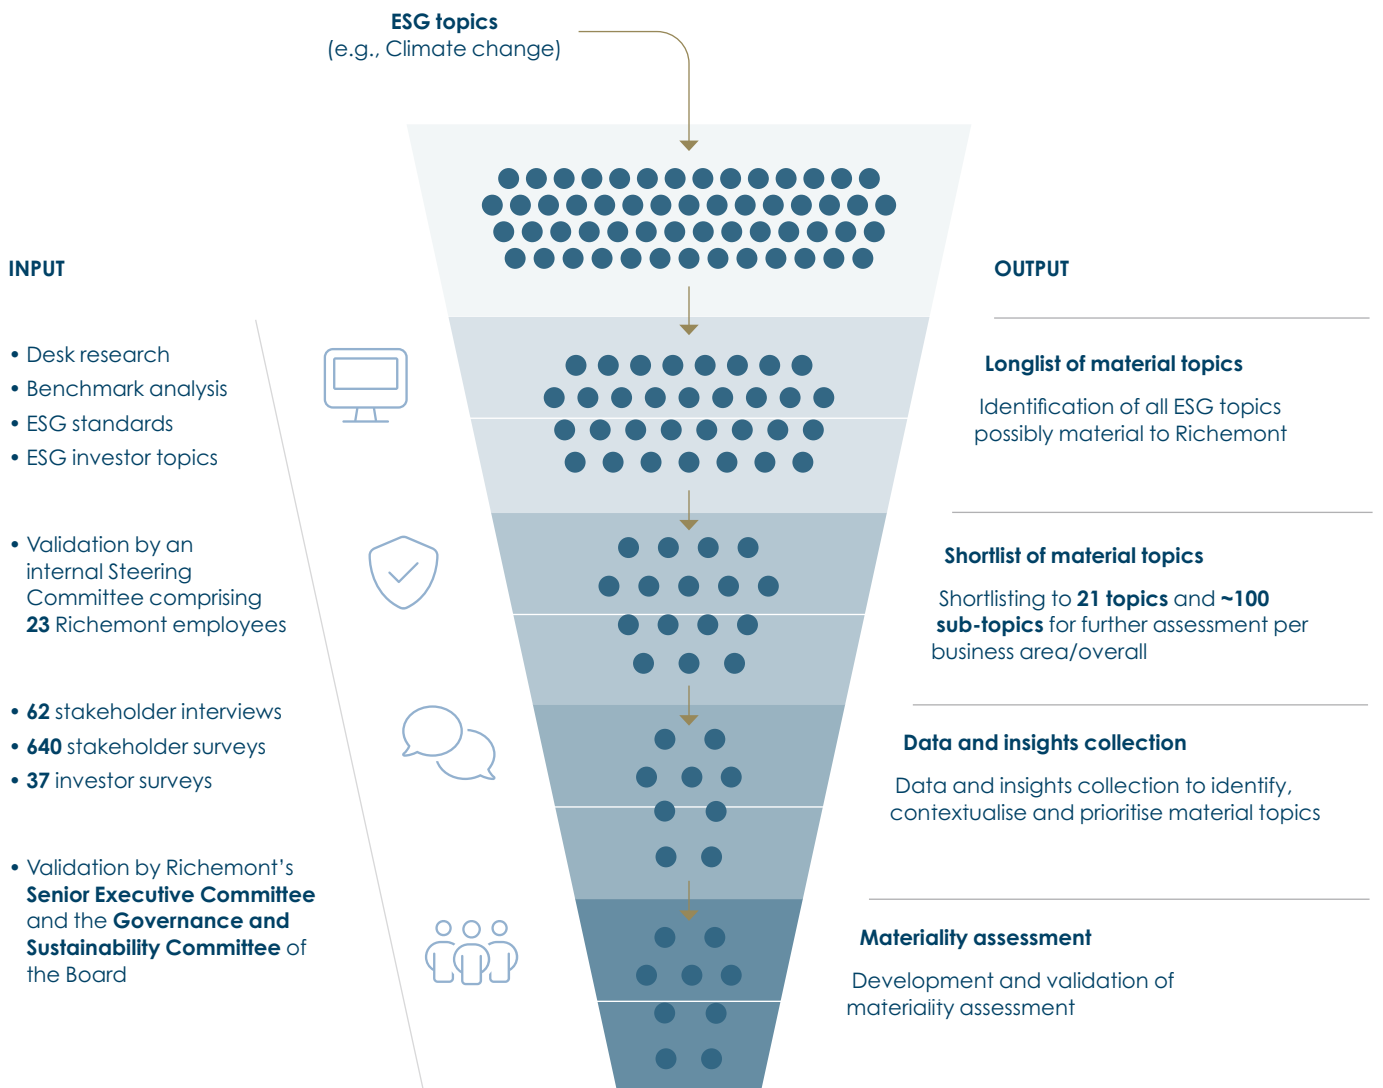 ESG topics
(e.g., Climate change)
INPUT
• Desk research
• Benchmark analysis
• ESG standards
• ESG investor topics
• Validation by an
internal Steering
Committee comprising
23 Richemont employees
• 62 stakeholder interviews
• 640 stakeholder surveys
• 37 investor surveys
• Validation by Richemont’s
Senior Executive Committee
and the Governance and
Sustainability Committee of
the Board
OUTPUT
Longlist of material topics
Identification of all ESG topics
possibly material to Richemont
Shortlist of material topics
Shortlisting to 21 topics and ~100
sub-topics for further assessment per
business area/overall
Data and insights collection
Data and insights collection to identify,
contextualise and prioritise material topics
Materiality assessment
Development and validation of
materiality assessment